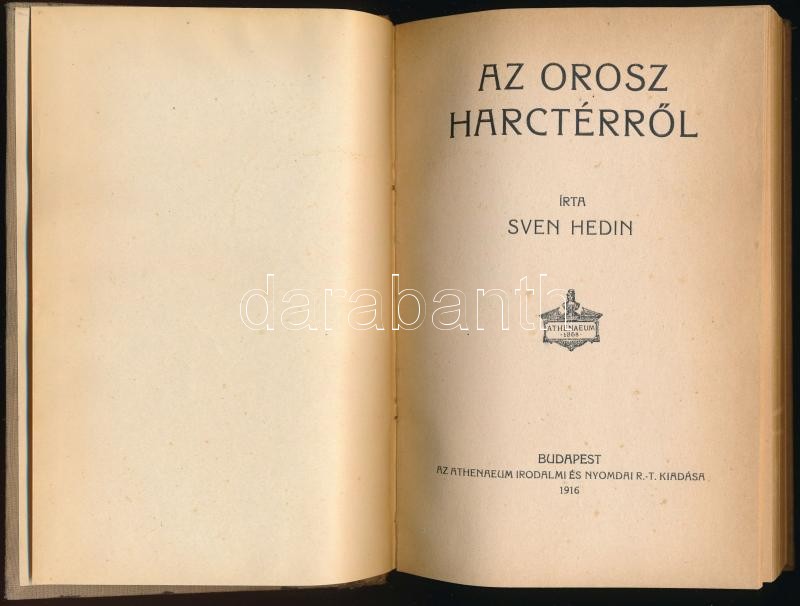 AZ OROSZ
HARCTÉRRŐL
ÍRTA
SVEN HEDIN
darabanth
ATHENAEUM
·1868·
BUDAPEST
AZ ATHENAEUM IRODALMI ÉS NYOMDAI R.-T. KIADÁSA
1916